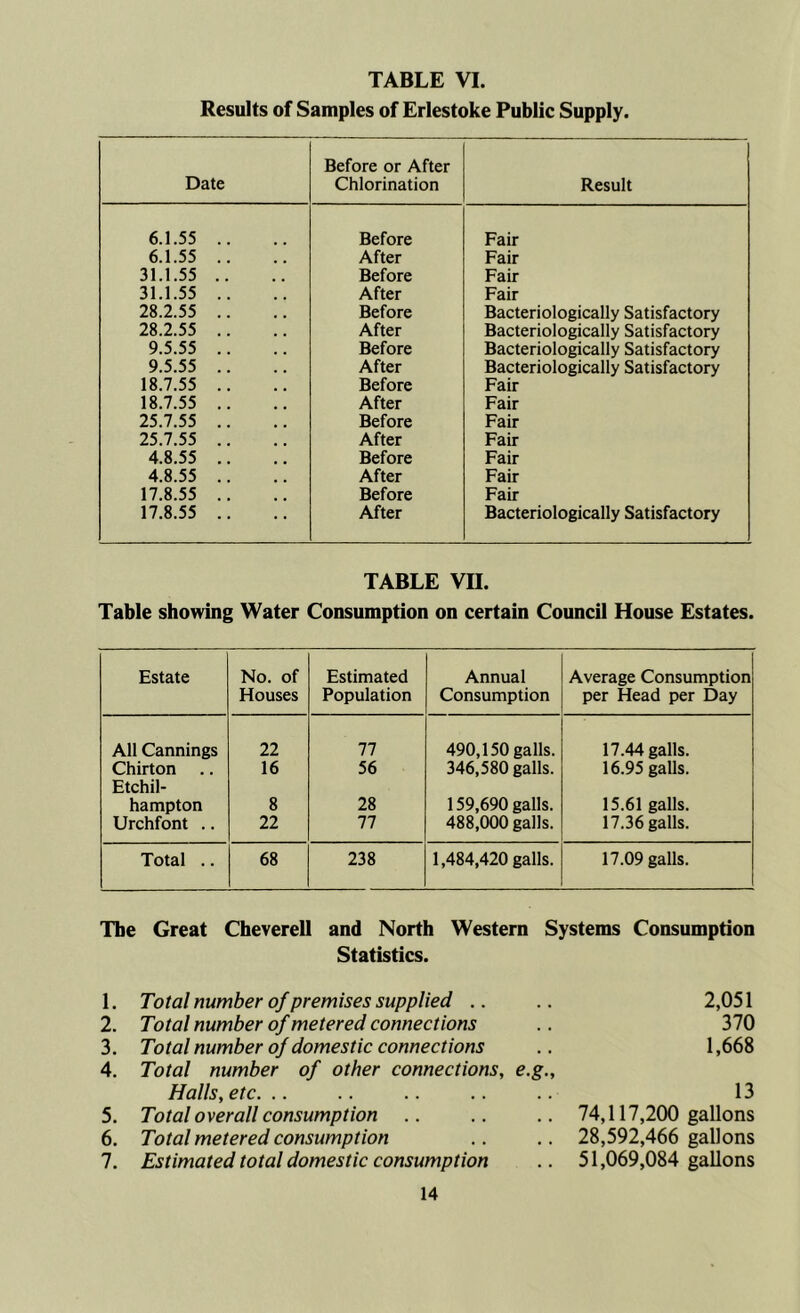 TABLE VI.
Results of Samples of Erlestoke Public Supply.
Date Before or After Chlorination Result
6.1.55 .. .. Before Fair
6.1.55 .. .. After Fair
31.1.55 .. .. Before Fair
31.1.55 .. .. After Fair
28.2.55 .. .. Before Bacteriologically Satisfactory
28.2.55 .. .. After Bacteriologically Satisfactory
9.5.55 .. .. Before Bacteriologically Satisfactory
9.5.55 .. .. After Bacteriologically Satisfactory
18.7.55 .. .. Before Fair
18.7.55 .. .. After Fair
25.7.55 .. .. Before Fair
25.7.55 .. .. After Fair
4.8.55 .. .. Before Fair
4.8.55 .. .. After Fair
17.8.55 .. .. Before Fair
17.8.55 .. .. After Bacteriologically Satisfactory
TABLE VII.
Table showing Water Consumption on certain Council House Estates.
Estate No. of Estimated Annual Average Consumption
Houses Population Consumption per Head per Day
All Cannings 22 77 490,150 galls. 17.44 galls.
Chirton .. 16 56 346,580 galls. 16.95 galls.
Etchil-
hampton 8 28 159,690 galls. 15.61 galls.
Urchfont .. 22 77 488,000 galls. 17.36 galls.
Total .. 68 238 1,484,420 galls. 17.09 galls.
The Great Cheverell and North Western Systems Consumption
Statistics.
1. Total number of premises supplied .. .. 2,051
2. Total number of metered connections .. 370
3. Total number of domestic connections .. 1,668
4. Total number of other connections, e.g.,
Halls, etc. .. .. .. .. .. 13
5. Total overall consumption .. .. .. 74,117,200 gallons
6. Total metered consumption .. .. 28,592,466 gallons
7. Estimated total domestic consumption .. 51,069,084 gallons
14